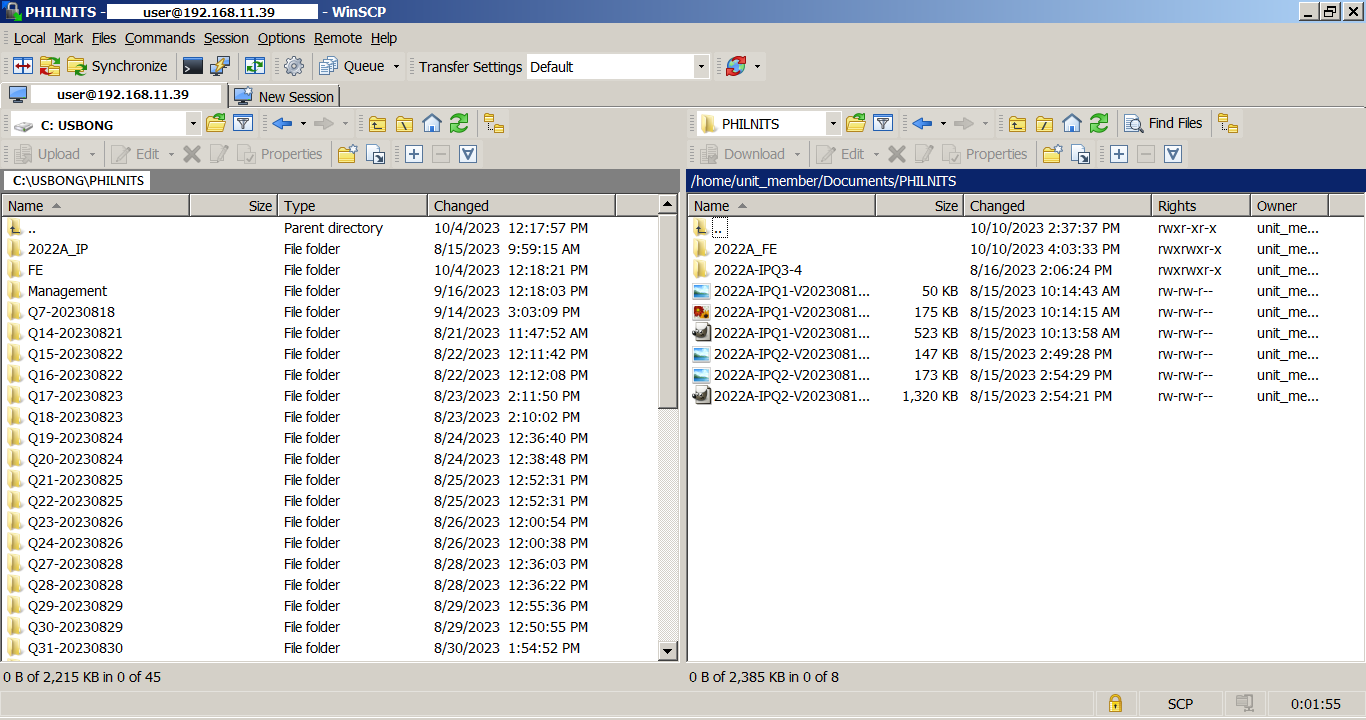 PHILNITS - user@192.168.11.39 - WinSCP
Local Mark Files Commands Session Options Remote Help
Synchronize Queue Transfer Settings Default
user@192.168.11.39 New Session
C: USBONG PHILNITS Find Files
Upload Edit Properties Download Edit Properties
C:\USBONG\PHILNITS
Name Size Type Changed
.. Parent directory 10/4/2023 12:17:57 PM
2022A_IP File folder 8/15/2023 9:59:15 AM
FE File folder 10/4/2023 12:18:21 PM
Management File folder 9/16/2023 12:18:03 PM
Q7-20230818 File folder 9/14/2023 3:03:09 PM
Q14-20230821 File folder 8/21/2023 11:47:52 AM
Q15-20230822 File folder 8/22/2023 12:11:42 PM
Q16-20230822 File folder 8/22/2023 12:12:08 PM
Q17-20230823 File folder 8/23/2023 2:11:50 PM
Q18-20230823 File folder 8/23/2023 2:10:02 PM
Q19-20230824 File folder 8/24/2023 12:36:40 PM
Q20-20230824 File folder 8/24/2023 12:38:48 PM
Q21-20230825 File folder 8/25/2023 12:52:31 PM
Q22-20230825 File folder 8/25/2023 12:52:31 PM
Q23-20230826 File folder 8/26/2023 12:00:54 PM
Q24-20230826 File folder 8/26/2023 12:00:38 PM
Q27-20230828 File folder 8/28/2023 12:36:03 PM
Q28-20230828 File folder 8/28/2023 12:36:22 PM
Q29-20230829 File folder 8/29/2023 12:55:36 PM
Q30-20230829 File folder 8/29/2023 12:50:55 PM
Q31-20230830 File folder 8/30/2023 1:54:52 PM
0 B of 2,215 KB in 0 of 45
/home/unit_member/Documents/PHILNITS
Name Size Changed Rights Owner
.. 10/10/2023 2:37:37 PM rwxr-xr-x unit_me...
2022A_FE 10/10/2023 4:03:33 PM rwxrwxr-x unit_me...
2022A-IPQ3-4 8/16/2023 2:06:24 PM rwxrwxr-x unit_me...
2022A-IPQ1-V2023081... 50 KB 8/15/2023 10:14:43 AM rw-rw-r-- unit_me...
2022A-IPQ1-V2023081... 175 KB 8/15/2023 10:14:15 AM rw-rw-r-- unit_me...
2022A-IPQ1-V2023081... 523 KB 8/15/2023 10:13:58 AM rw-rw-r-- unit_me...
2022A-IPQ2-V2023081... 147 KB 8/15/2023 2:49:28 PM rw-rw-r-- unit_me...
2022A-IPQ2-V2023081... 173 KB 8/15/2023 2:54:29 PM rw-rw-r-- unit_me...
2022A-IPQ2-V2023081... 1,320 KB 8/15/2023 2:54:21 PM rw-rw-r-- unit_me...
0 B of 2,385 KB in 0 of 8
SCP 0:01:55